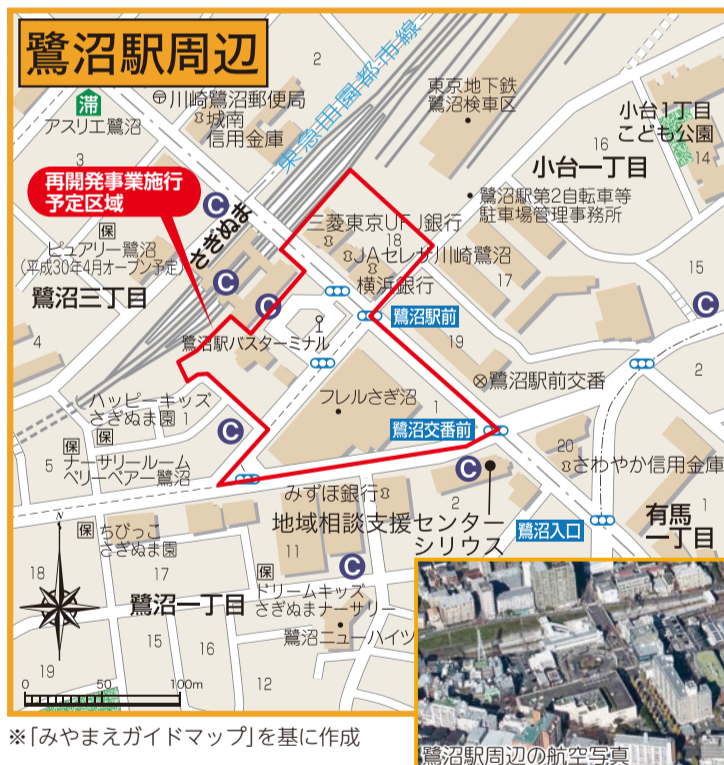 鷺沼駅周辺
2
〒川崎鷺沼郵便局
城南
信用金庫
東急田園都市線
東京地下鉄
鷺沼検車区
小台1丁目
こども公園
14
滞
アスリエ鷺沼
3
16
小台一丁目
再開発事業施行
予定区域
C
さぎぬま
三菱東京UFJ銀行
18
JAセレサ川崎鷺沼
横浜銀行
鷺沼駅第2自転車等
駐車場管理事務所
17
15
C
保
ピュアリー鷺沼
(平成30年4月オープン予定)
鷺沼三丁目
C
C
鷺沼駅前
4
鷺沼駅バスターミナル
19
2
ハッピーキッズ
さぎぬま園 1
保
フレルさぎ沼
鷺沼駅前交番
1
鷺沼交番前
C
保
保
5
ナーサリールーム
ベリーベアー鷺沼
20
さわやか信用金庫
C
みずほ銀行
2
地域相談支援センター
シリウス
鷺沼入口
有馬
一丁目
1
N
保
ちびっこ
さぎぬま園
11
C
18
17
保
ドリームキッズ
さぎぬまナーサリー
鷺沼一丁目
15
16
鷺沼ニューハイツ
19
12
0 50 100m
※「みやまえガイドマップ」を基に作成
鷺沼駅周辺の航空写真